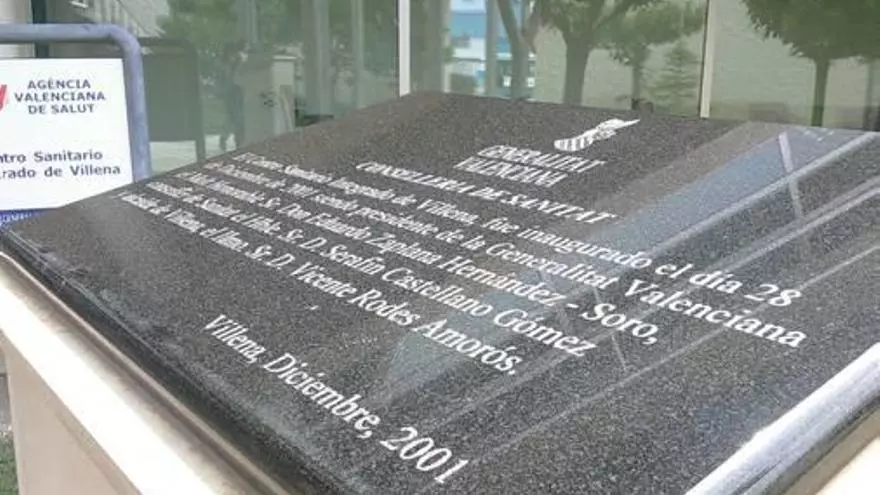 AGÈNCIA
VALENCIANA
DE SALUT
ntro Sanitario
rado de Villena
GENERALITAT
VALENCIANA
CONSELLERIA DE SANITAT
El Centro Sanitario Integrado de Villena, fue inaugurado el día 28
de Diciembre de 2001 siendo presidente de la Generalitat Valenciana
el Molt Honorable Sr. Don Eduardo Zaplana Hernández - Soro,
conseller de Sanitat el Hble. Sr. D. Serafín Castellano Gómez
y alcalde de Villena el Ilmo. Sr. D. Vicente Rodes Amorós.
Villena, Diciembre, 2001